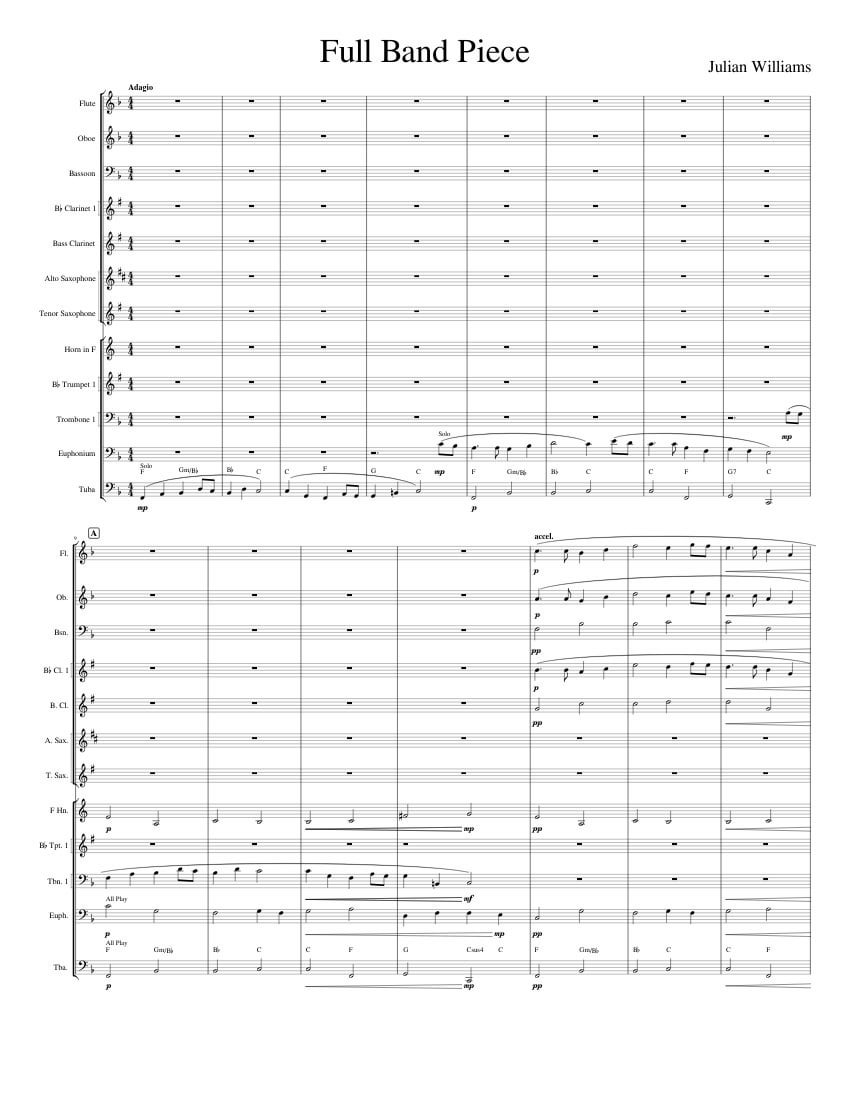 Full Band Piece
Julian Williams
Adagio
Flute
Oboe
Bassoon
B♭ Clarinet 1
Bass Clarinet
Alto Saxophone
Tenor Saxophone
Horn in F
B♭ Trumpet 1
Trombone 1
mp
Solo
Euphonium
mp
Solo
F Gm/B♭ B♭ C C F G C F Gm/B♭ B♭ C C F G7 C
Tuba
mp p
9 A accel.
Fl.
p
Ob.
p
Bsn.
pp
B♭ Cl. 1
p
B. Cl.
pp
A. Sax.
T. Sax.
F Hn.
p mp pp
B♭ Tpt. 1
Tbn. 1
mf
All Play
Euph.
p mp pp
All Play
F Gm/B♭ B♭ C C F G Csus4 C F Gm/B♭ B♭ C C F
Tba.
p mp pp